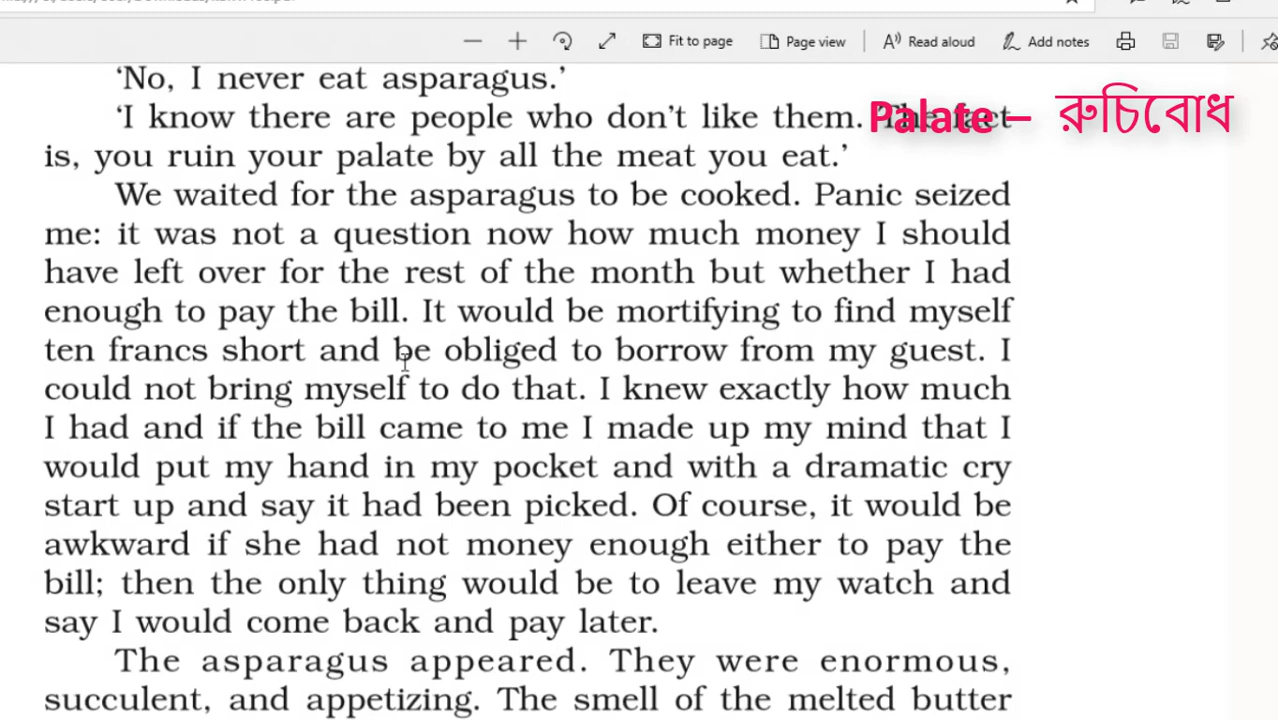 Fit to page Page view Read aloud Add notes
‘No, I never eat asparagus.’
‘I know there are people who don’t like them. The fact
Palate – রুচিবোধ
is, you ruin your palate by all the meat you eat.’
We waited for the asparagus to be cooked. Panic seized
me: it was not a question now how much money I should
have left over for the rest of the month but whether I had
enough to pay the bill. It would be mortifying to find myself
ten francs short and be obliged to borrow from my guest. I
could not bring myself to do that. I knew exactly how much
I had and if the bill came to me I made up my mind that I
would put my hand in my pocket and with a dramatic cry
start up and say it had been picked. Of course, it would be
awkward if she had not money enough either to pay the
bill; then the only thing would be to leave my watch and
say I would come back and pay later.
The asparagus appeared. They were enormous,
succulent, and appetizing. The smell of the melted butter